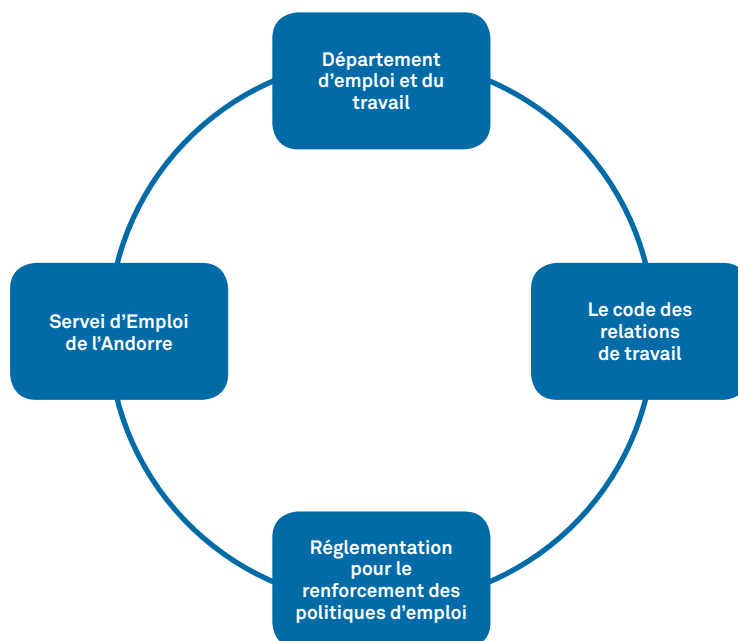 Département
d’emploi et du
travail
Servei d’Emploi
de l’Andorre
Le code des
relations
de travail
Réglementation
pour le
renforcement des
politiques d’emploi